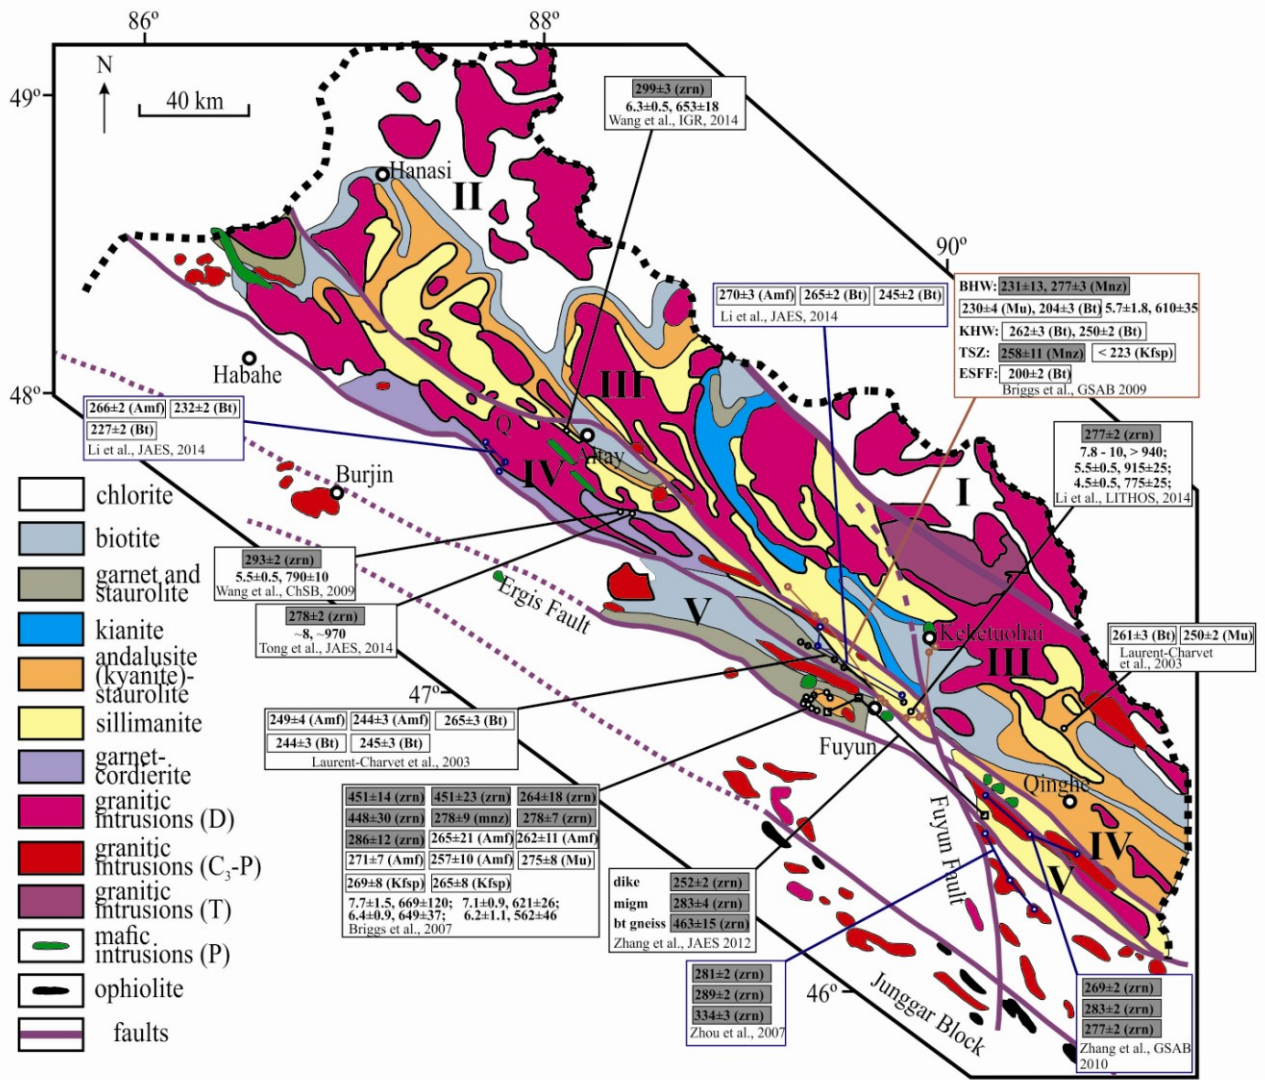 86º
88º
49º
N
40 km
299±3 (zrn)
6.3±0.5, 653±18
Wang et al., IGR, 2014
Hanasi
II
90º
270±3 (Amf) 265±2 (Bt) 245±2 (Bt)
Li et al., JAES, 2014
BHW: 231±13, 277±3 (Mnz)
230±4 (Mu), 204±3 (Bt) 5.7±1.8, 610±35
KHW: 262±3 (Bt), 250±2 (Bt)
TSZ: 258±11 (Mnz) < 223 (Kfsp)
ESFF: 200±2 (Bt)
Briggs et al., GSAB 2009
Habahe
48º
III
266±2 (Amf) 232±2 (Bt)
227±2 (Bt)
Li et al., JAES, 2014
Q
Altay
IV
277±2 (zrn)
7.8 - 10, > 940;
5.5±0.5, 915±25;
4.5±0.5, 775±25;
Li et al., LITHOS, 2014
I
Burjin
chlorite
biotite
garnet and
staurolite
kianite
andalusite
(kyanite)-
staurolite
sillimanite
garnet-
cordierite
granitic
intrusions (D)
granitic
intrusions (C3-P)
granitic
intrusions (T)
mafic
intrusions (P)
ophiolite
faults
293±2 (zrn)
5.5±0.5, 790±10
Wang et al., ChSB, 2009
278±2 (zrn)
~8, ~970
Tong et al., JAES, 2014
Ergis Fault
V
Keketuohai
III
261±3 (Bt) 250±2 (Mu)
Laurent-Charvet
et al., 2003
47º
249±4 (Amf) 244±3 (Amf) 265±3 (Bt)
244±3 (Bt) 245±3 (Bt)
Laurent-Charvet et al., 2003
Fuyun
451±14 (zrn) 451±23 (zrn) 264±18 (zrn)
448±30 (zrn) 278±9 (mnz) 278±7 (zrn)
286±12 (zrn) 265±21 (Amf) 262±11 (Amf)
271±7 (Amf) 257±10 (Amf) 275±8 (Mu)
269±8 (Kfsp) 265±8 (Kfsp)
7.7±1.5, 669±120; 7.1±0.9, 621±26;
6.4±0.9, 649±37; 6.2±1.1, 562±46
Briggs et al., 2007
Qinghe
Fuyun Fault
IV
V
dike 252±2 (zrn)
migm 283±4 (zrn)
bt gneiss 463±15 (zrn)
Zhang et al., JAES 2012
281±2 (zrn)
289±2 (zrn)
334±3 (zrn)
Zhou et al., 2007
46º
Junggar Block
269±2 (zrn)
283±2 (zrn)
277±2 (zrn)
Zhang et al., GSAB
2010